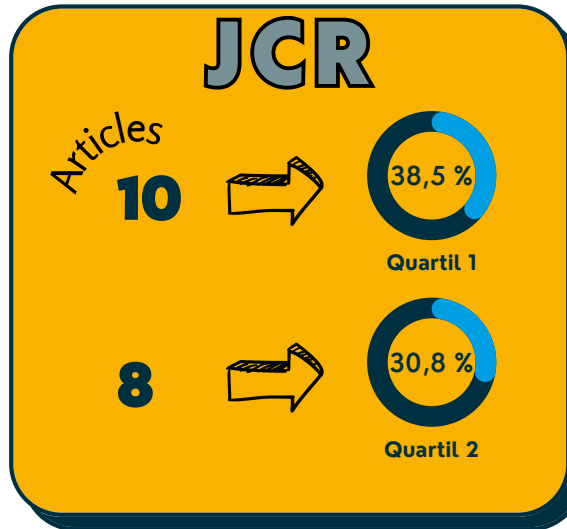 JCR
Articles
10
38,5 %
Quartil 1
8
30,8 %
Quartil 2